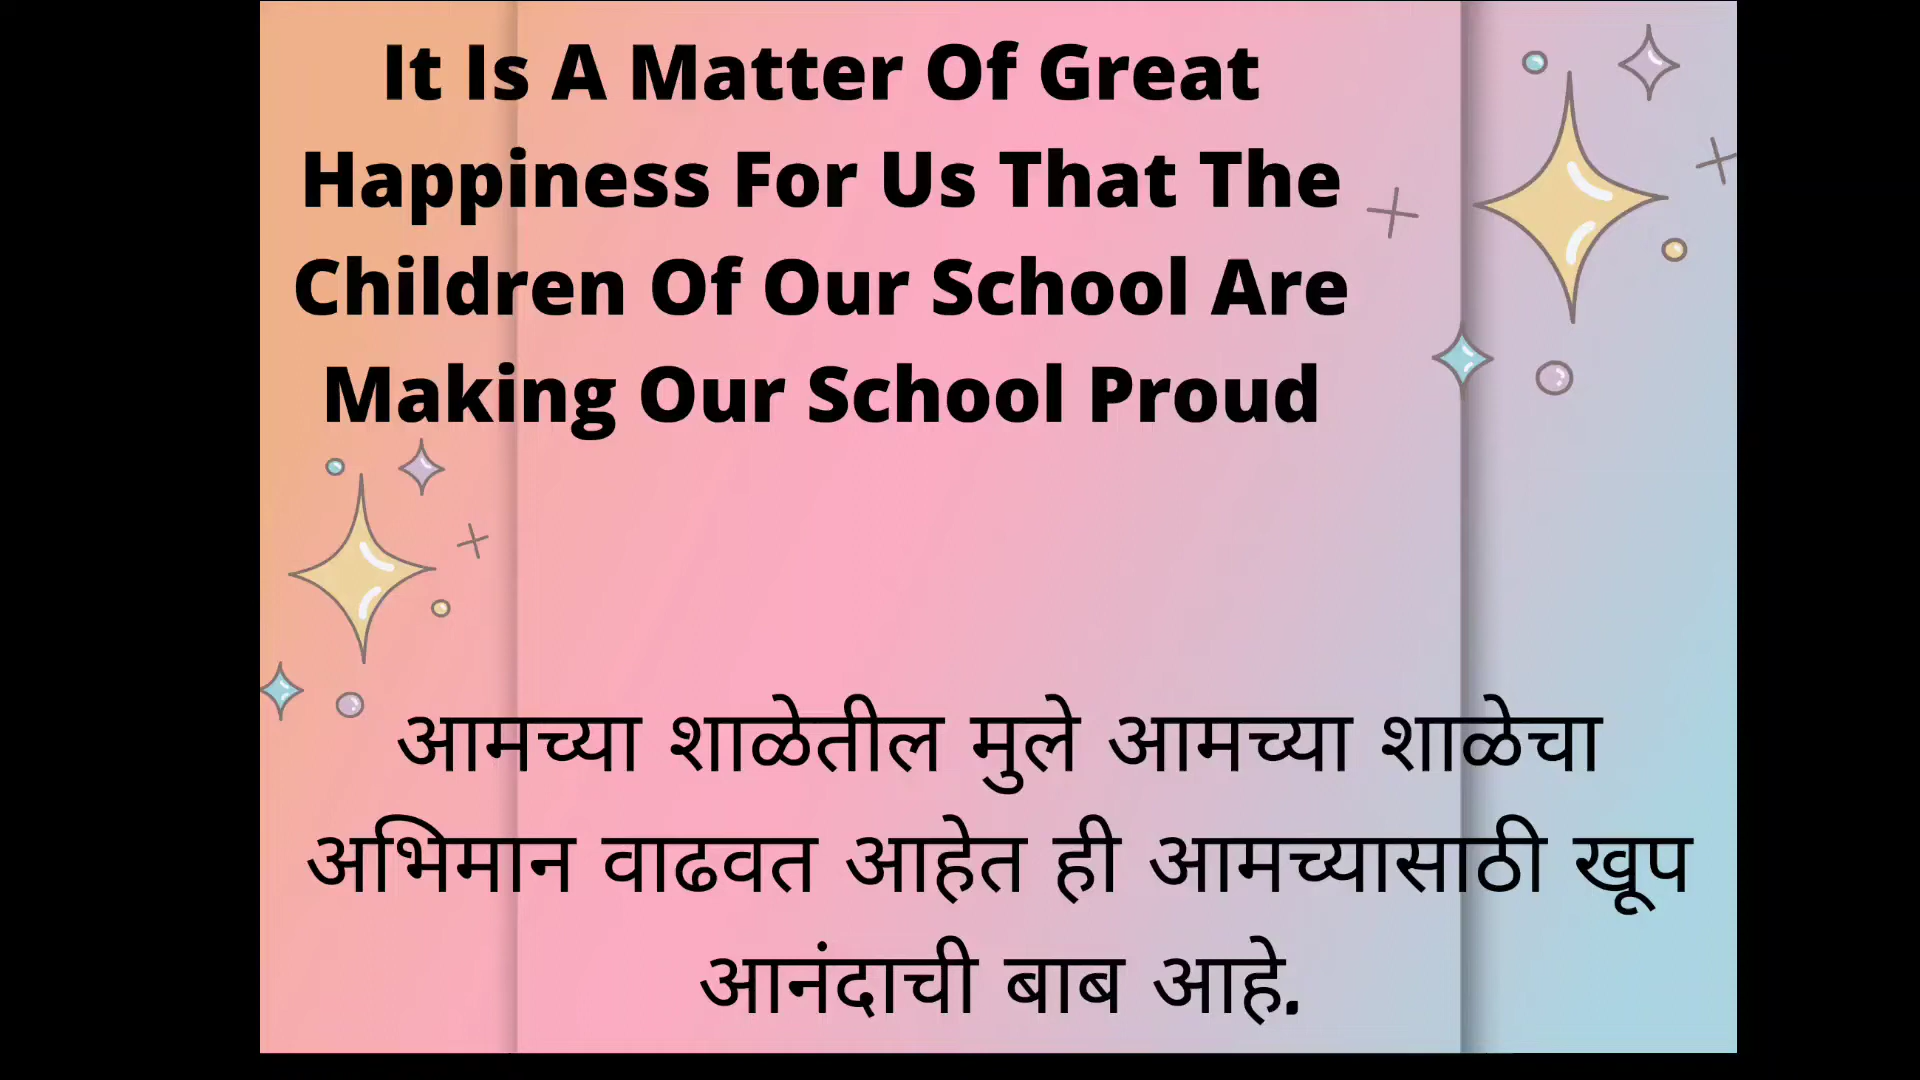 It Is A Matter Of Great
Happiness For Us That The
Children Of Our School Are
Making Our School Proud
आमच्या शाळेतील मुले आमच्या शाळेचा
अभिमान वाढवत आहेत ही आमच्यासाठी खूप
आनंदाची बाब आहे.